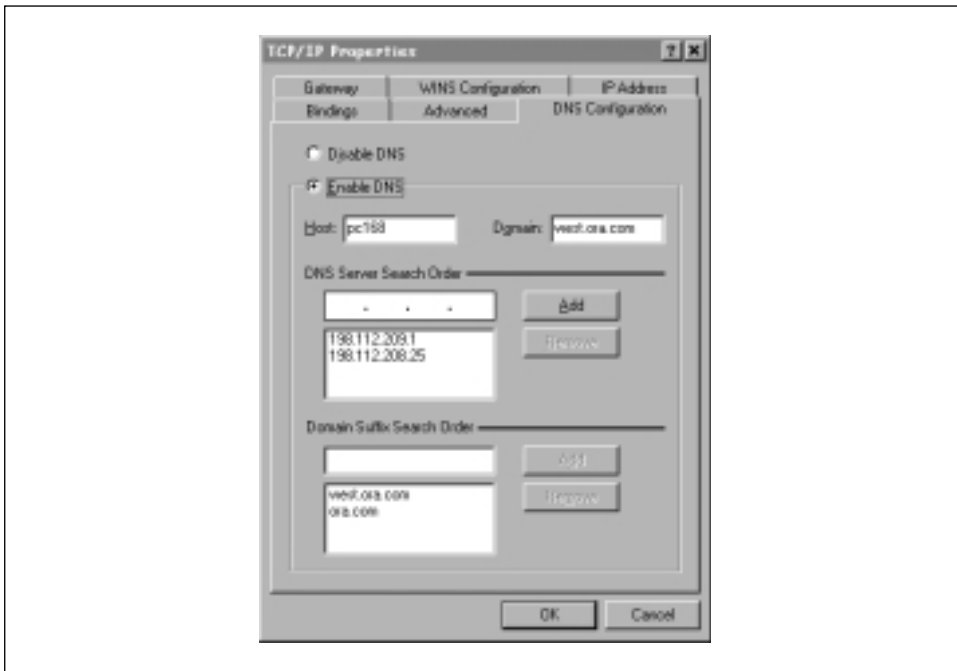 TCP/IP Properties
Gateway WINS Configuration IP Address
Bindings Advanced DNS Configuration
Disable DNS
Enable DNS
Host: pc168 Domain: west.ora.com
DNS Server Search Order
. . . Add
198.112.209.1 Remove
198.112.208.25
Domain Suffix Search Order
Add
west.ora.com Remove
ora.com
OK Cancel